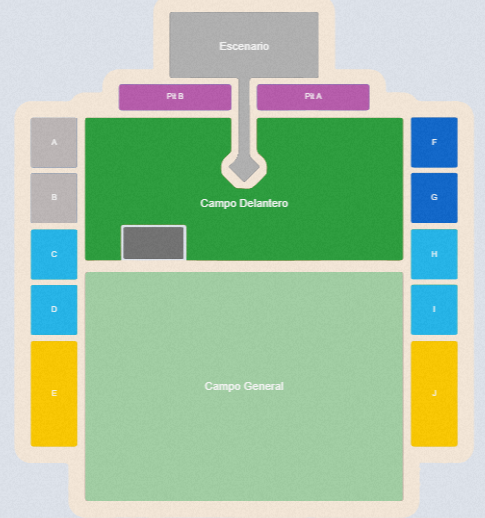 Escenario
Pit B
Pit A
A
F
B
G
Campo Delantero
C
H
D
I
Campo General
E
J